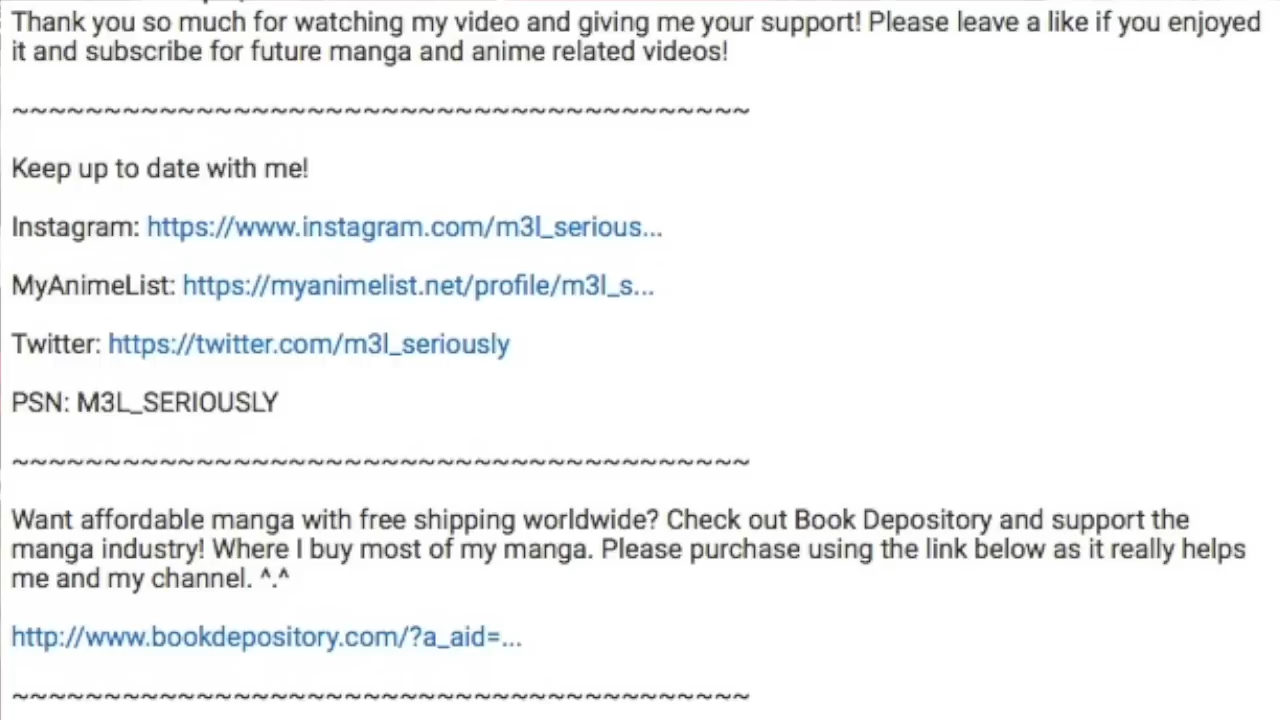 Thank you so much for watching my video and giving me your support! Please leave a like if you enjoyed
it and subscribe for future manga and anime related videos!
~~~~~~~~~~~~~~~~~~~~~~~~~~~~~~~~~~~~~~~~
Keep up to date with me!
Instagram: https://www.instagram.com/m3l_serious...
MyAnimeList: https://myanimelist.net/profile/m3l_s...
Twitter: https://twitter.com/m3l_seriously
PSN: M3L_SERIOUSLY
~~~~~~~~~~~~~~~~~~~~~~~~~~~~~~~~~~~~~~~~
Want affordable manga with free shipping worldwide? Check out Book Depository and support the
manga industry! Where I buy most of my manga. Please purchase using the link below as it really helps
me and my channel. ^.^
http://www.bookdepository.com/?a_aid=...
~~~~~~~~~~~~~~~~~~~~~~~~~~~~~~~~~~~~~~~~